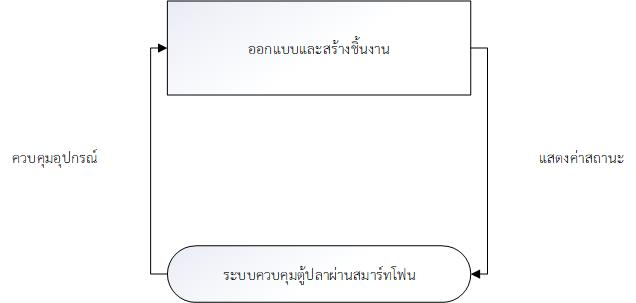 ออกแบบและสร้างชิ้นงาน
ควบคุมอุปกรณ์
แสดงค่าสถานะ
ระบบควบคุมตู้ปลาผ่านสมาร์ทโฟน